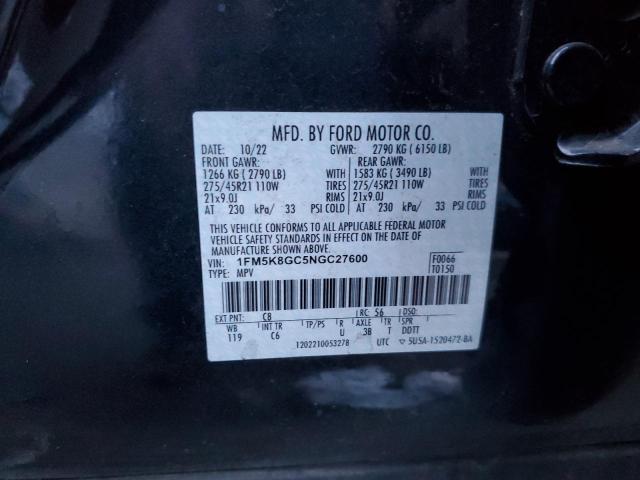 MFD. BY FORD MOTOR CO.
DATE: 10/22 GVWR: 2790 KG ( 6150 LB)
FRONT GAWR: REAR GAWR:
1266 KG ( 2790 LB) WITH 1583 KG ( 3490 LB) WITH
275/45R21 110W TIRES 275/45R21 110W TIRES
21x9.0J RIMS 21x9.0J RIMS
AT 230 kPa/ 33 PSI COLD AT 230 kPa/ 33 PSI COLD
THIS VEHICLE CONFORMS TO ALL APPLICABLE FEDERAL MOTOR
VEHICLE SAFETY AND THEFT PREVENTION STANDARDS IN
EFFECT ON THE DATE OF
MANUFACTURE SHOWN ABOVE.
VIN: 1FM5K8GC5NGC27600 F0066
TYPE: MPV T0150
EXT PNT: C8 RC: 56
WB INT TR TP/PS R AXLE TR SPR
119 C6 U 3B T DDTT
1202210053278 UTC ▽ 5U5A-1520472-BA